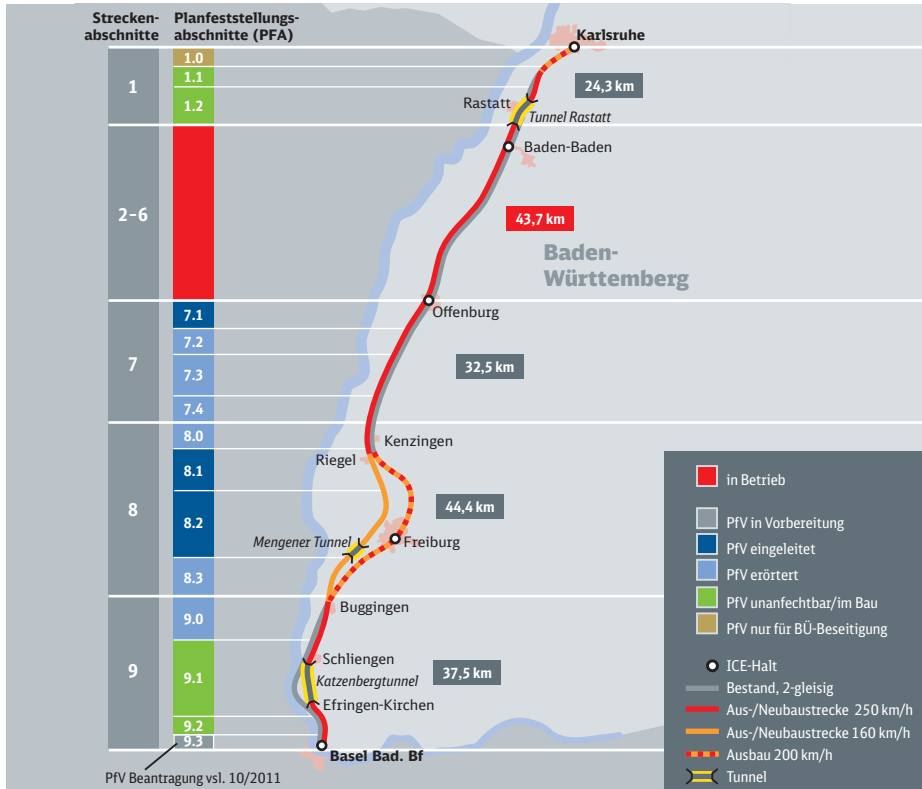 Strecken-
abschnitte
Planfeststellungs-
abschnitte (PFA)
1
2–6
7
8
9
1.0
1.1
1.2
7.1
7.2
7.3
7.4
8.0
8.1
8.2
8.3
9.0
9.1
9.2
9.3
PfV Beantragung vsl. 10/2011
Karlsruhe
24,3 km
Rastatt
Tunnel Rastatt
Baden-Baden
43,7 km
Baden-
Württemberg
Offenburg
32,5 km
Kenzingen
Riegel
44,4 km
Mengener Tunnel
Freiburg
Buggingen
Schliengen
37,5 km
Katzenbergtunnel
Efringen-Kirchen
Basel Bad. Bf
in Betrieb
PfV in Vorbereitung
PfV eingeleitet
PfV erörtert
PfV unanfechtbar/im Bau
PfV nur für BÜ-Beseitigung
ICE-Halt
Bestand, 2-gleisig
Aus-/Neubaustrecke 250 km/h
Aus-/Neubaustrecke 160 km/h
Ausbau 200 km/h
Tunnel